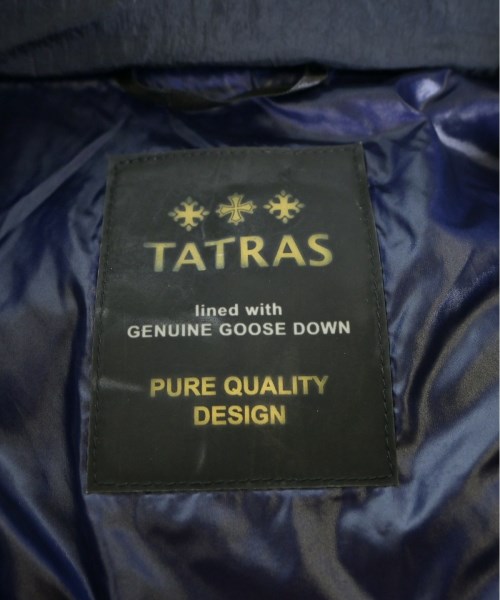 TATRAS
lined with
GENUINE GOOSE DOWN
PURE QUALITY
DESIGN